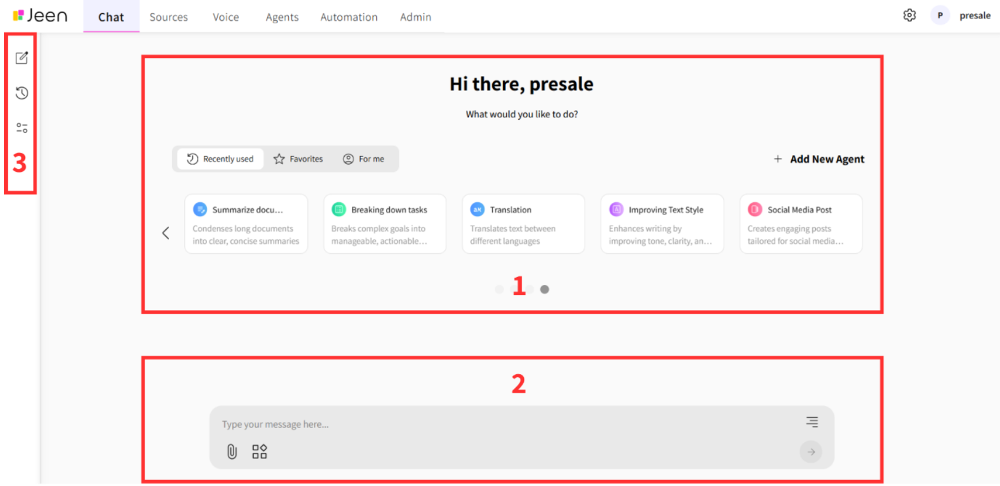 Jeen
Chat Sources Voice Agents Automation Admin
P presale
3
Hi there, presale
What would you like to do?
Recently used Favorites For me
+ Add New Agent
Summarize docu...
Condenses long documents
into clear, concise summaries
Breaking down tasks
Breaks complex goals into
manageable, actionable...
אa Translation
Translates text between
different languages
A Improving Text Style
Enhances writing by
improving tone, clarity, an...
Social Media Post
Creates engaging posts
tailored for social media...
1
2
Type your message here...